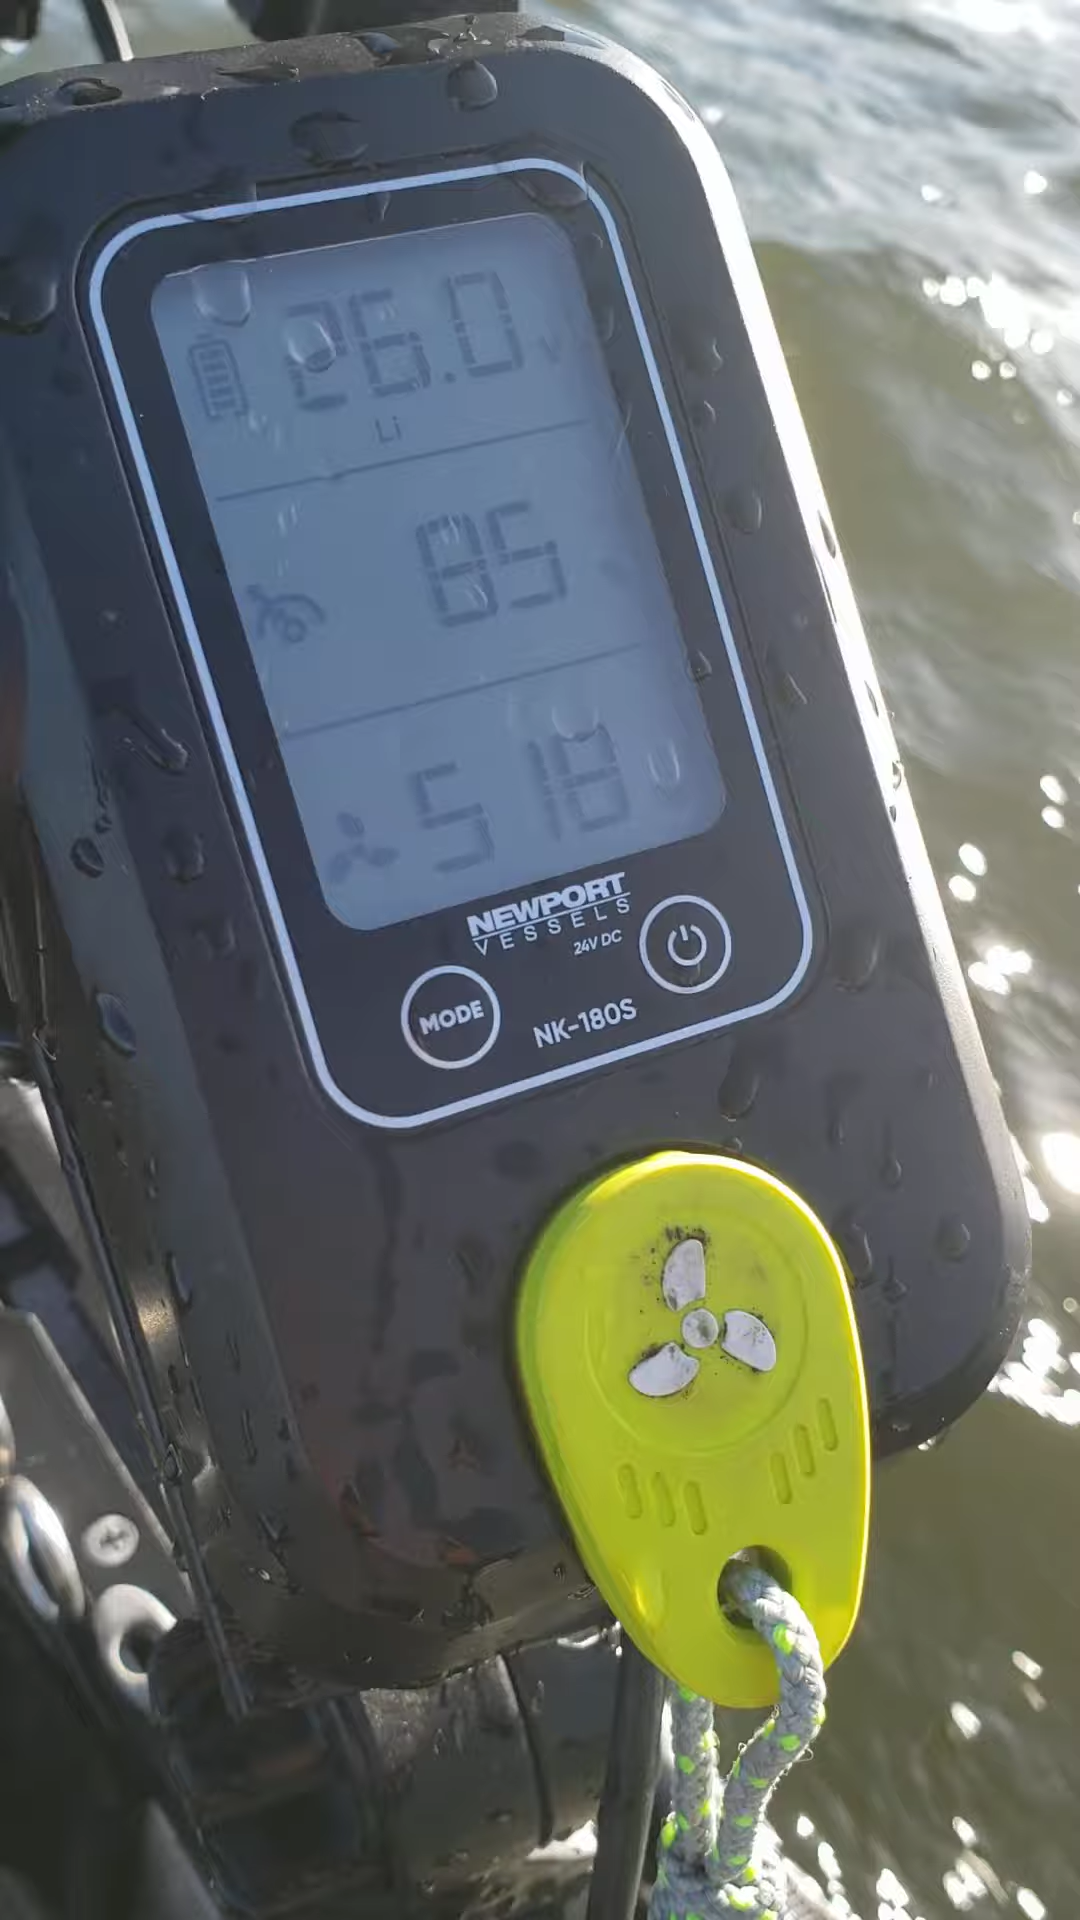 26.0 V
Li
85
518 W
NEWPORT
VESSELS
24V DC
MODE
NK-180S